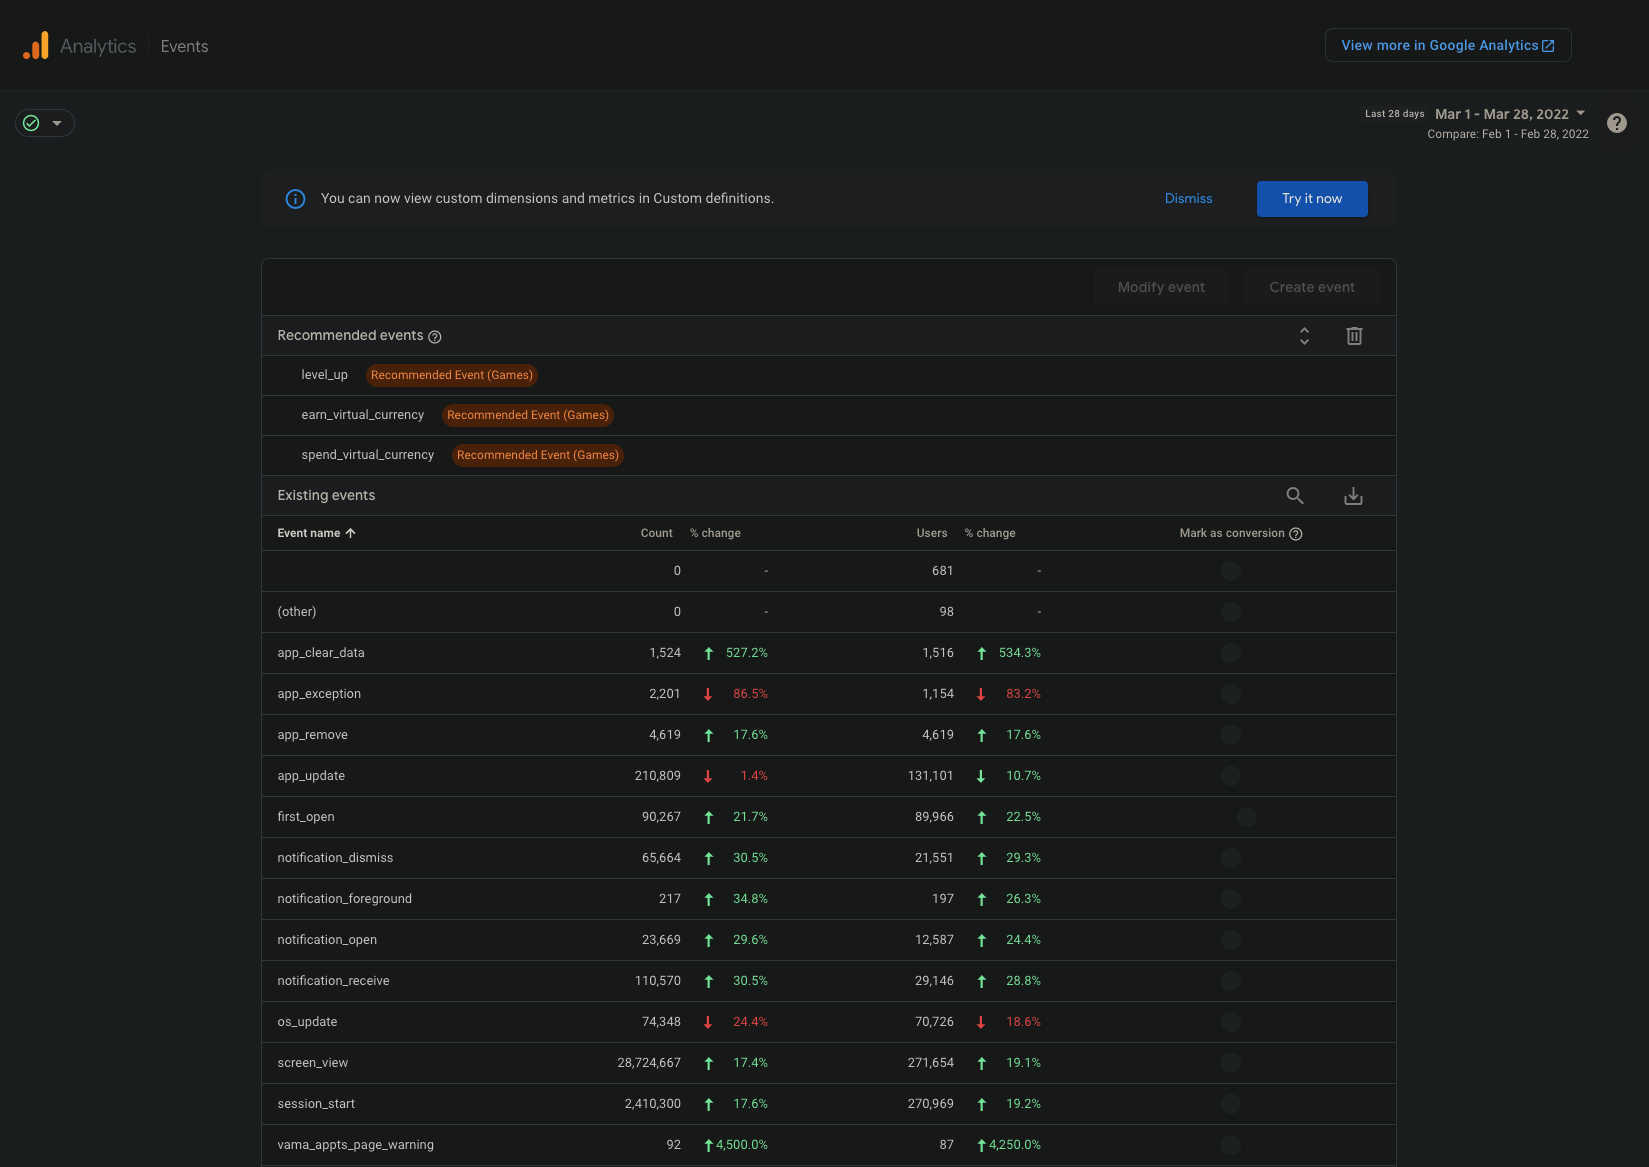 Analytics Events View more in Google Analytics
Last 28 days Mar 1 - Mar 28, 2022
Compare: Feb 1 - Feb 28, 2022
You can now view custom dimensions and metrics in Custom definitions. Dismiss Try it now
Modify event Create event
Recommended events
level_up Recommended Event (Games)
earn_virtual_currency Recommended Event (Games)
spend_virtual_currency Recommended Event (Games)
Existing events
Event name Count % change Users % change Mark as conversion
0 - 681 -
(other) 0 - 98 -
app_clear_data 1,524 527.2% 1,516 534.3%
app_exception 2,201 86.5% 1,154 83.2%
app_remove 4,619 17.6% 4,619 17.6%
app_update 210,809 1.4% 131,101 10.7%
first_open 90,267 21.7% 89,966 22.5%
notification_dismiss 65,664 30.5% 21,551 29.3%
notification_foreground 217 34.8% 197 26.3%
notification_open 23,669 29.6% 12,587 24.4%
notification_receive 110,570 30.5% 29,146 28.8%
os_update 74,348 24.4% 70,726 18.6%
screen_view 28,724,667 17.4% 271,654 19.1%
session_start 2,410,300 17.6% 270,969 19.2%
vama_appts_page_warning 92 4,500.0% 87 4,250.0%